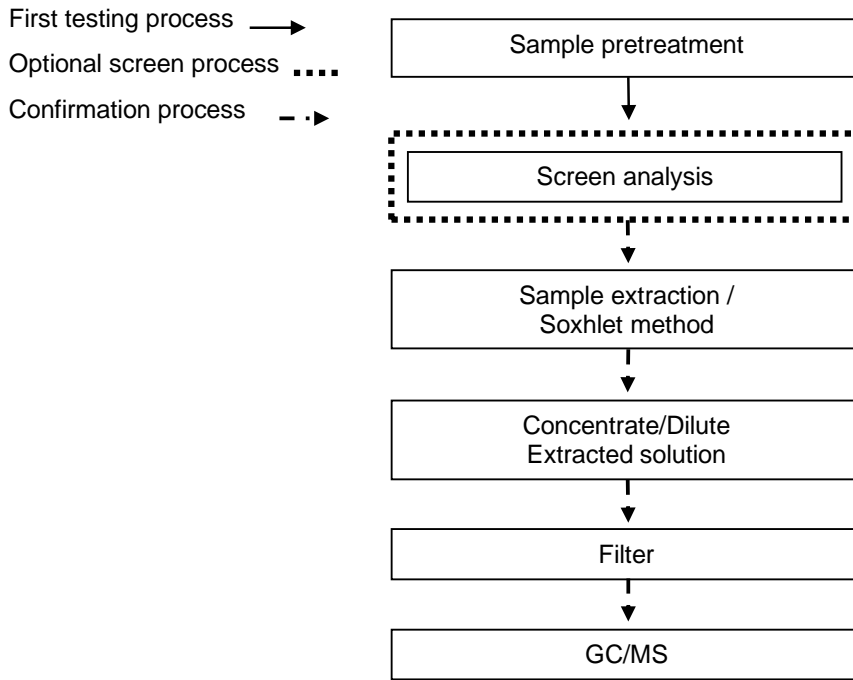 First testing process
Optional screen process
Confirmation process
Sample pretreatment
Screen analysis
Sample extraction /
Soxhlet method
Concentrate/Dilute
Extracted solution
Filter
GC/MS